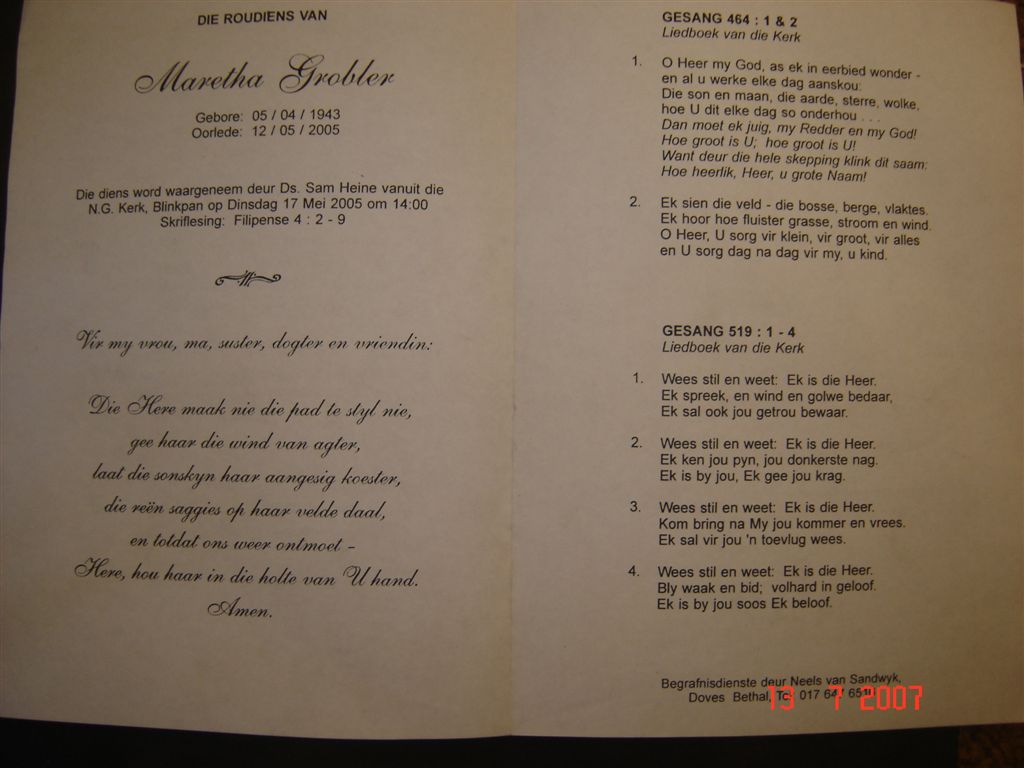 DIE ROUDIENS VAN
Maretha Grobler
Gebore: 05 / 04 / 1943
Oorlede: 12 / 05 / 2005
Die diens word waargeneem deur Ds. Sam Heine vanuit die
N.G. Kerk, Blinkpan op Dinsdag 17 Mei 2005 om 14:00
Skriflesing: Filipense 4 : 2 - 9
Vir my vrou, ma, suster, dogter en vriendin:
Die Here maak nie die pad te styl nie,
gee haar die wind van agter,
laat die sonskyn haar aangesig koester,
die reën saggies op haar velde daal,
en totdat ons weer ontmoet –
Here, hou haar in die holte van U hand.
Amen.
GESANG 464 : 1 & 2
Liedboek van die Kerk
1. O Heer my God, as ek in eerbied wonder -
en al u werke elke dag aanskou:
Die son en maan, die aarde, sterre, wolke,
hoe U dit elke dag so onderhou . . .
Dan moet ek juig, my Redder en my God!
Hoe groot is U; hoe groot is U!
Want deur die hele skepping klink dit saam:
Hoe heerlik, Heer, u grote Naam!
2. Ek sien die veld - die bosse, berge, vlaktes.
Ek hoor hoe fluister grasse, stroom en wind.
O Heer, U sorg vir klein, vir groot, vir alles
en U sorg dag na dag vir my, u kind.
GESANG 519 : 1 - 4
Liedboek van die Kerk
1. Wees stil en weet: Ek is die Heer.
Ek spreek, en wind en golwe bedaar,
Ek sal ook jou getrou bewaar.
2. Wees stil en weet: Ek is die Heer.
Ek ken jou pyn, jou donkerste nag.
Ek is by jou, Ek gee jou krag.
3. Wees stil en weet: Ek is die Heer.
Kom bring na My jou kommer en vrees.
Ek sal vir jou 'n toevlug wees.
4. Wees stil en weet: Ek is die Heer.
Bly waak en bid; volhard in geloof.
Ek is by jou soos Ek beloof.
Begrafnisdienste deur Neels van Sandwyk,
Doves Bethal, 017
13 7 2007